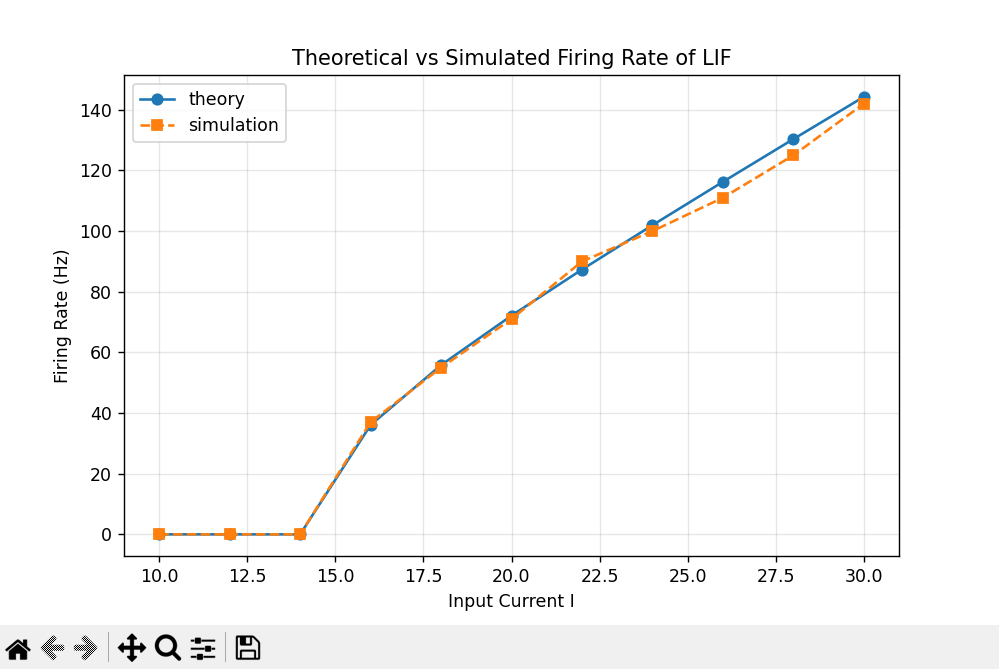 Theoretical vs Simulated Firing Rate of LIF
theory
simulation
140
120
100
80
60
40
20
0
Firing Rate (Hz)
10.0 12.5 15.0 17.5 20.0 22.5 25.0 27.5 30.0
Input Current I